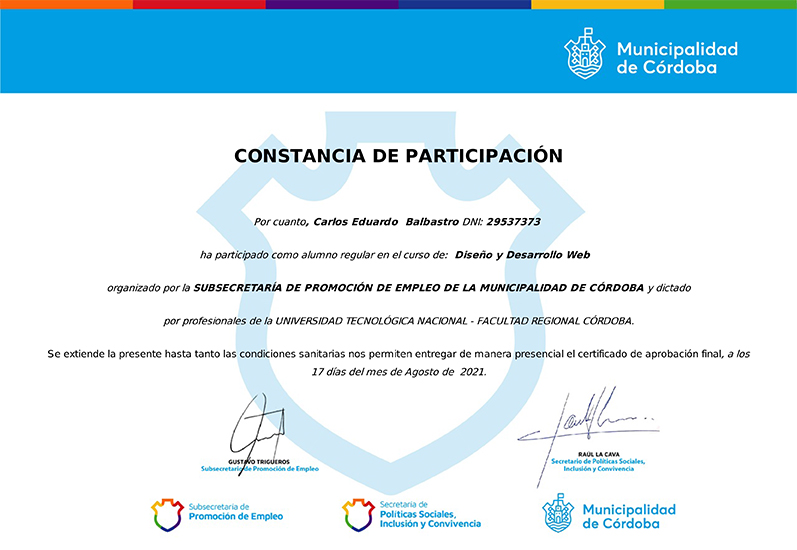 Municipalidad
de Córdoba
CONSTANCIA DE PARTICIPACIÓN
Por cuanto, Carlos Eduardo Balbastro DNI: 29537373
ha participado como alumno regular en el curso de: Diseño y Desarrollo Web
organizado por la SUBSECRETARÍA DE PROMOCIÓN DE EMPLEO DE LA MUNICIPALIDAD DE CÓRDOBA y dictado
por profesionales de la UNIVERSIDAD TECNOLÓGICA NACIONAL - FACULTAD REGIONAL CÓRDOBA.
Se extiende la presente hasta tanto las condiciones sanitarias nos permiten entregar de manera presencial el certificado de aprobación final, a los
17 días del mes de Agosto de 2021.
GUSTAVO TRIGUEROS
Subsecretario de Promoción de Empleo
RAÚL LA CAVA
Secretario de Políticas Sociales,
Inclusión y Convivencia
Subsecretaría de
Promoción de Empleo
Secretaría de
Políticas Sociales,
Inclusión y Convivencia
Municipalidad
de Córdoba